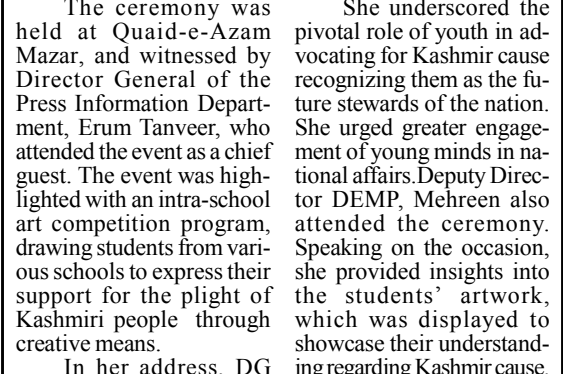 The ceremony was
held at Quaid-e-Azam
Mazar, and witnessed by
Director General of the
Press Information Depart-
ment, Erum Tanveer, who
attended the event as a chief
guest. The event was high-
lighted with an intra-school
art competition program,
drawing students from vari-
ous schools to express their
support for the plight of
Kashmiri people through
creative means.
In her address, DG
She underscored the
pivotal role of youth in ad-
vocating for Kashmir cause
recognizing them as the fu-
ture stewards of the nation.
She urged greater engage-
ment of young minds in na-
tional affairs.Deputy Direc-
tor DEMP, Mehreen also
attended the ceremony.
Speaking on the occasion,
she provided insights into
the students' artwork,
which was displayed to
showcase their understand-
ing regarding Kashmir cause.